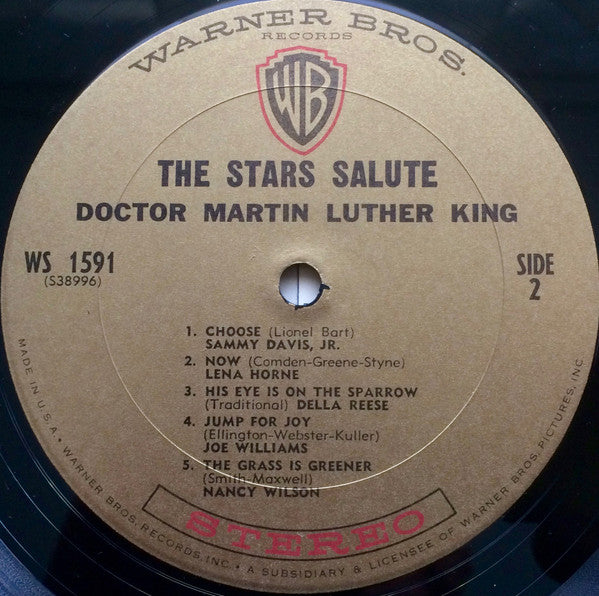 WARNER BROS.
RECORDS
WB
THE STARS SALUTE
DOCTOR MARTIN LUTHER KING
WS 1591
(S38996)
SIDE
2
1. CHOOSE (Lionel Bart)
SAMMY DAVIS, JR.
2. NOW (Comden-Greene-Styne)
LENA HORNE
3. HIS EYE IS ON THE SPARROW
(Traditional) DELLA REESE
4. JUMP FOR JOY
(Ellington-Webster-Kuller)
JOE WILLIAMS
5. THE GRASS IS GREENER
(Smith-Maxwell)
NANCY WILSON
STEREO
MADE IN U.S.A. • WARNER BROS. RECORDS, INC. • A SUBSIDIARY & LICENSEE OF WARNER BROS. PICTURES, INC.